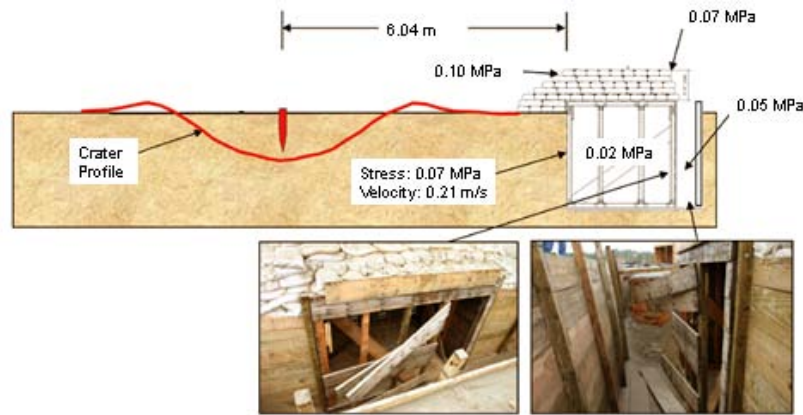 6.04 m
0.07 MPa
0.10 MPa
0.05 MPa
Crater
Profile
Stress: 0.07 MPa
Velocity: 0.21 m/s
0.02 MPa